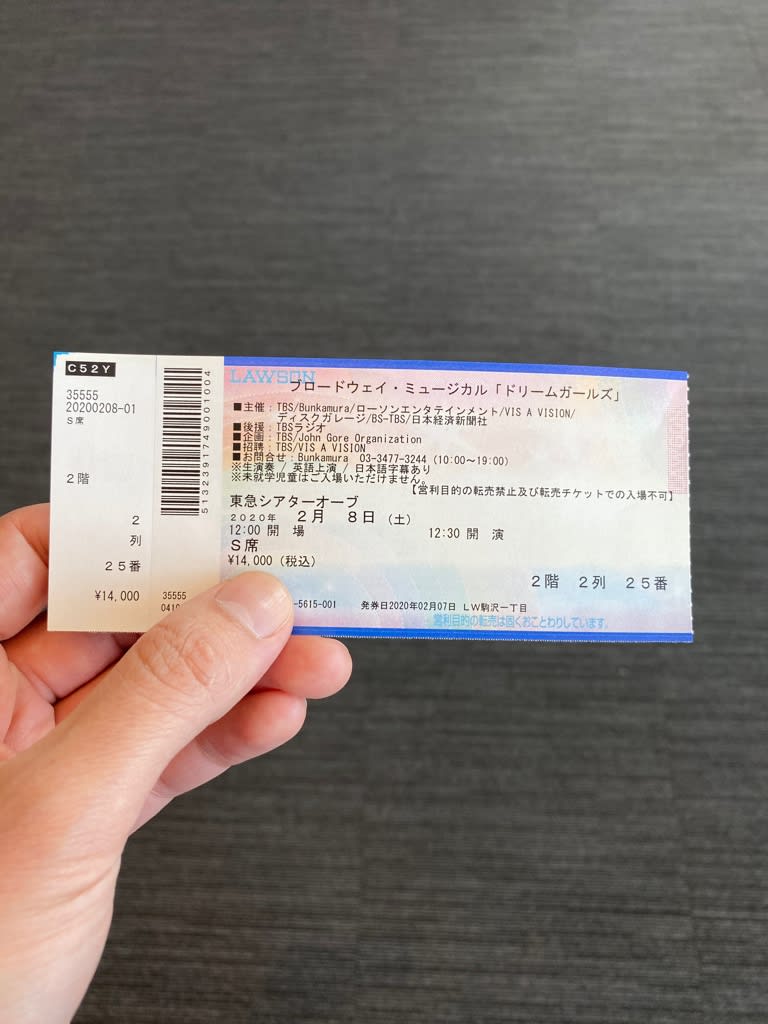 C52Y
35555
20200208-01
S席
2階
2
列
25番
¥14,000
5132391749001004
35555
LAWSON
ブロードウェイ・ミュージカル「ドリームガールズ」
■主催：TBS/Bunkamura/ローソンエンタテインメント/VIS A VISION/
ディスクガレージ/BS-TBS/日本経済新聞社
■後援：TBSラジオ
■企画：TBS/John Gore Organization
■招聘：TBS/VIS A VISION
■お問合せ：Bunkamura 03-3477-3244（10:00〜19:00）
※生演奏 / 英語上演 / 日本語字幕あり
※未就学児童はご入場いただけません。
【営利目的の転売禁止及び転売チケットでの入場不可】
東急シアターオーブ
2020年 2月 8日（土）
12:00 開 場 12:30 開 演
S席
¥14,000（税込）
2階 2列 25番
-5615-001 発券日2020年02月07日 LW駒沢一丁目
営利目的の転売は固くおことわりしています。